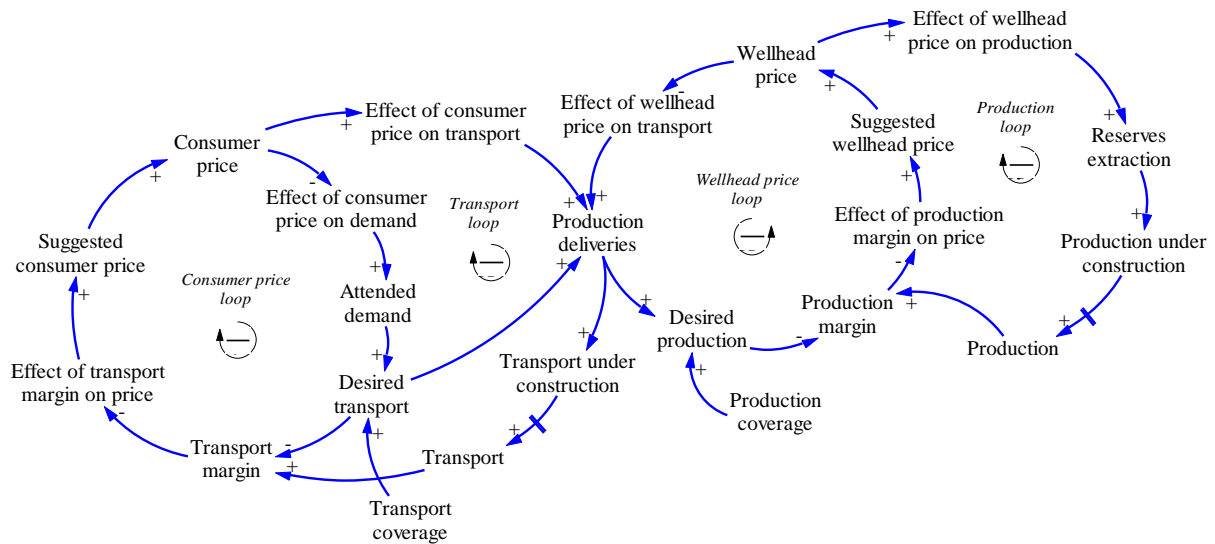 Effect of wellhead
price on production
Wellhead
price
Effect of consumer
price on transport
Effect of wellhead
price on transport
Suggested
wellhead price
Production
loop
Reserves
extraction
Consumer
price
Effect of consumer
price on demand
Transport
loop
Production
deliveries
Wellhead price
loop
Effect of production
margin on price
Production under
construction
Suggested
consumer price
Consumer price
loop
Attended
demand
Desired
production
Production
margin
Production
Effect of transport
margin on price
Desired
transport
Transport under
construction
Production
coverage
Transport
margin
Transport
Transport
coverage